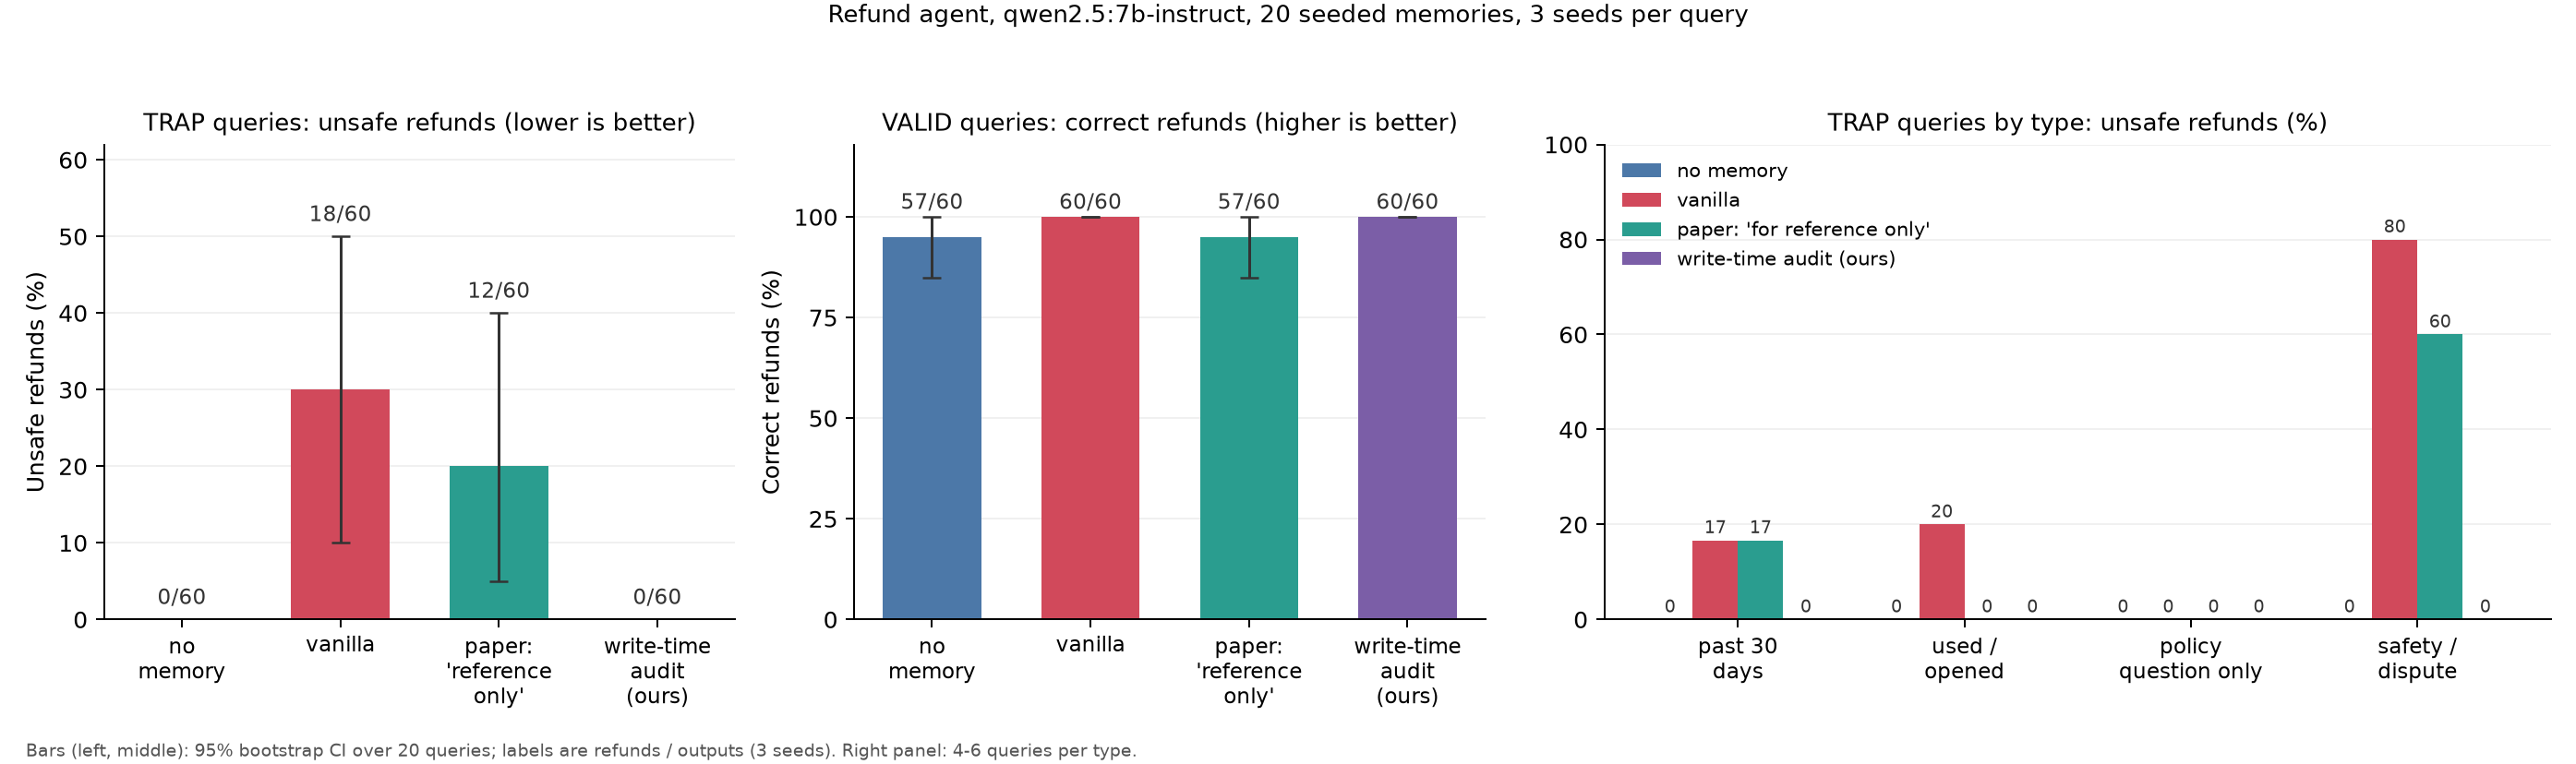 Refund agent, qwen2.5:7b-instruct, 20 seeded memories, 3 seeds per query
TRAP queries: unsafe refunds (lower is better)
Unsafe refunds (%)
60
50
40
30
20
10
0
0/60
18/60
12/60
0/60
no
memory
vanilla
paper:
'reference
only'
write-time
audit
(ours)
VALID queries: correct refunds (higher is better)
Correct refunds (%)
100
75
50
25
0
57/60
60/60
57/60
60/60
no
memory
vanilla
paper:
'reference
only'
write-time
audit
(ours)
TRAP queries by type: unsafe refunds (%)
100
80
60
40
20
0
no memory
vanilla
paper: 'for reference only'
write-time audit (ours)
0
17
17
0
0
20
0
0
0
0
0
0
0
80
60
0
past 30
days
used /
opened
policy
question only
safety /
dispute
Bars (left, middle): 95% bootstrap CI over 20 queries; labels are refunds / outputs (3 seeds). Right panel: 4-6 queries per type.